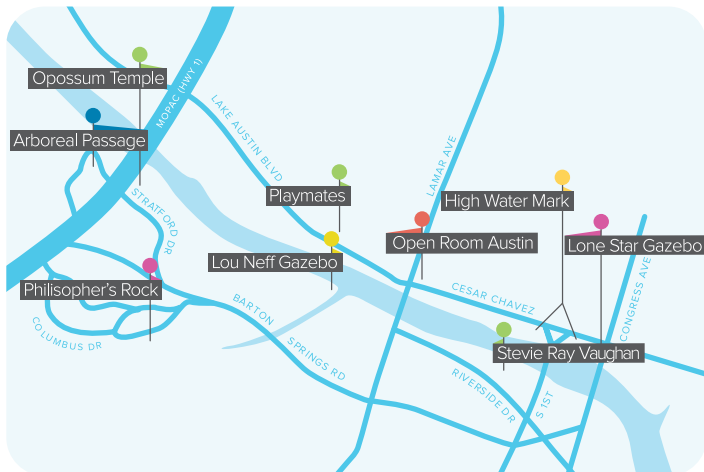 Opossum Temple
MOPAC (HWY 1)
Arboreal Passage
LAKE AUSTIN BLVD
LAMAR AVE
Playmates
High Water Mark
STRATFORD DR
Open Room Austin
Lone Star Gazebo
Lou Neff Gazebo
Philisopher's Rock
CESAR CHAVEZ
CONGRESS AVE
BARTON SPRINGS RD
COLUMBUS DR
Stevie Ray Vaughan
RIVERSIDE DR
S 1ST